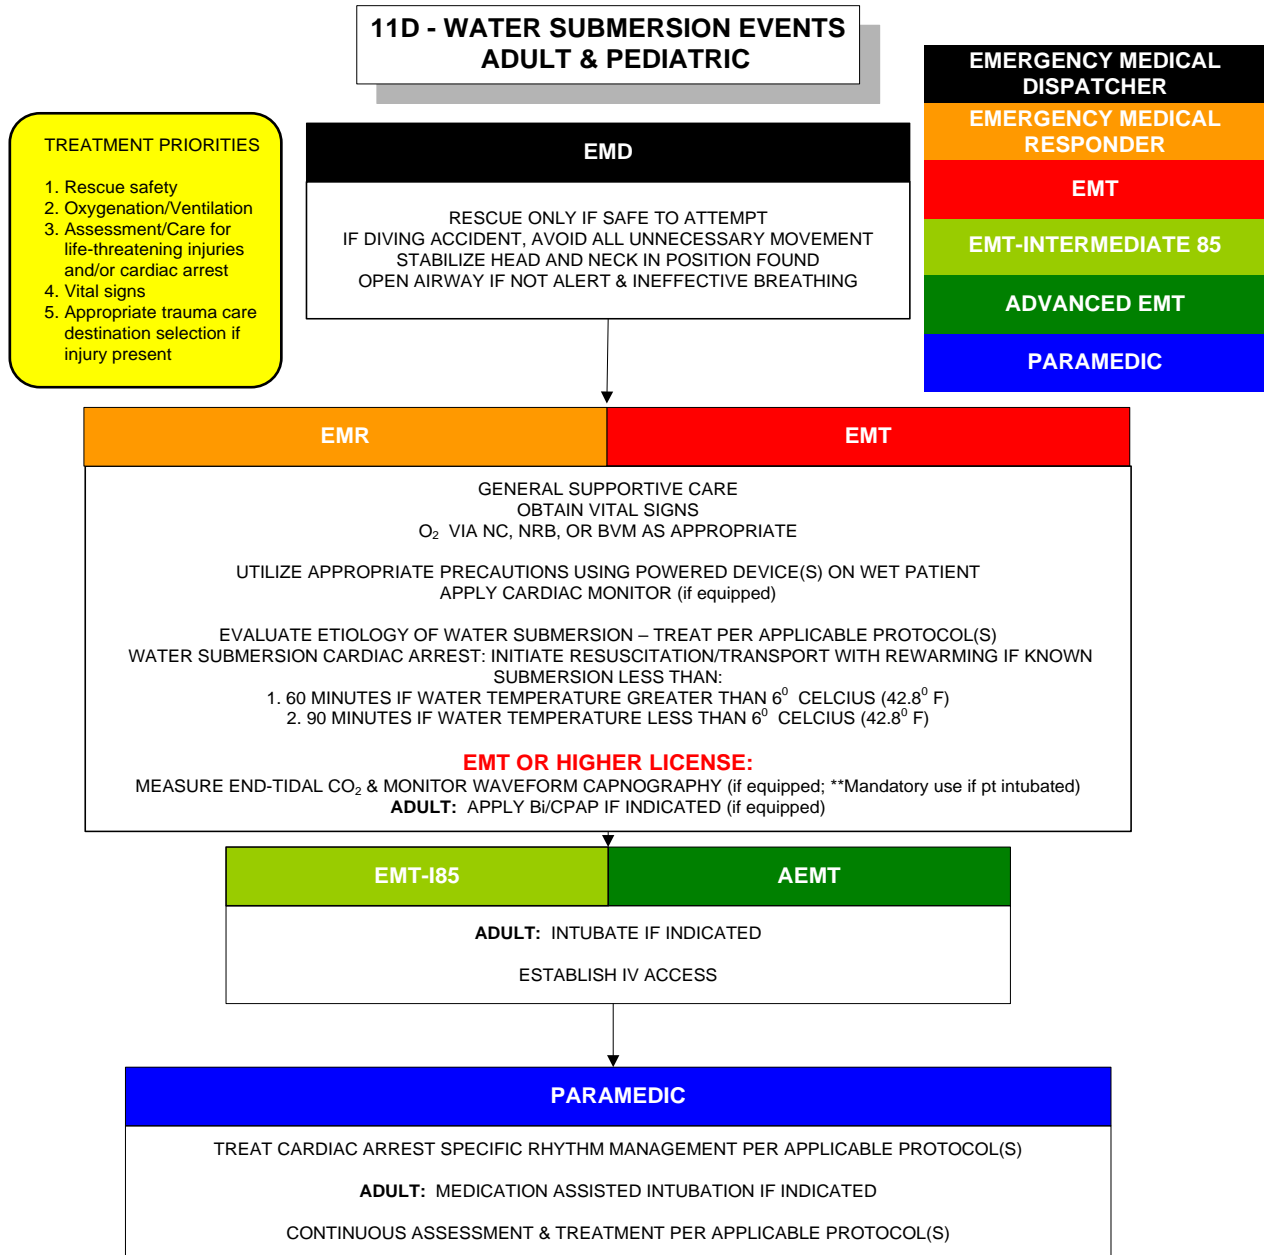 11D - WATER SUBMERSION EVENTS
ADULT & PEDIATRIC
EMERGENCY MEDICAL
DISPATCHER
EMERGENCY MEDICAL
RESPONDER
EMT
EMT-INTERMEDIATE 85
ADVANCED EMT
PARAMEDIC
TREATMENT PRIORITIES
1. Rescue safety
2. Oxygenation/Ventilation
3. Assessment/Care for
life-threatening injuries
and/or cardiac arrest
4. Vital signs
5. Appropriate trauma care
destination selection if
injury present
EMD
RESCUE ONLY IF SAFE TO ATTEMPT
IF DIVING ACCIDENT, AVOID ALL UNNECESSARY MOVEMENT
STABILIZE HEAD AND NECK IN POSITION FOUND
OPEN AIRWAY IF NOT ALERT & INEFFECTIVE BREATHING
EMR
EMT
GENERAL SUPPORTIVE CARE
OBTAIN VITAL SIGNS
O₂ VIA NC, NRB, OR BVM AS APPROPRIATE
UTILIZE APPROPRIATE PRECAUTIONS USING POWERED DEVICE(S) ON WET PATIENT
APPLY CARDIAC MONITOR (if equipped)
EVALUATE ETIOLOGY OF WATER SUBMERSION – TREAT PER APPLICABLE PROTOCOL(S)
WATER SUBMERSION CARDIAC ARREST: INITIATE RESUSCITATION/TRANSPORT WITH REWARMING IF KNOWN
SUBMERSION LESS THAN:
1. 60 MINUTES IF WATER TEMPERATURE GREATER THAN 6⁰ CELCIUS (42.8⁰ F)
2. 90 MINUTES IF WATER TEMPERATURE LESS THAN 6⁰ CELCIUS (42.8⁰ F)
EMT OR HIGHER LICENSE:
MEASURE END-TIDAL CO₂ & MONITOR WAVEFORM CAPNOGRAPHY (if equipped; **Mandatory use if pt intubated)
ADULT: APPLY Bi/CPAP IF INDICATED (if equipped)
EMT-I85
AEMT
ADULT: INTUBATE IF INDICATED
ESTABLISH IV ACCESS
PARAMEDIC
TREAT CARDIAC ARREST SPECIFIC RHYTHM MANAGEMENT PER APPLICABLE PROTOCOL(S)
ADULT: MEDICATION ASSISTED INTUBATION IF INDICATED
CONTINUOUS ASSESSMENT & TREATMENT PER APPLICABLE PROTOCOL(S)